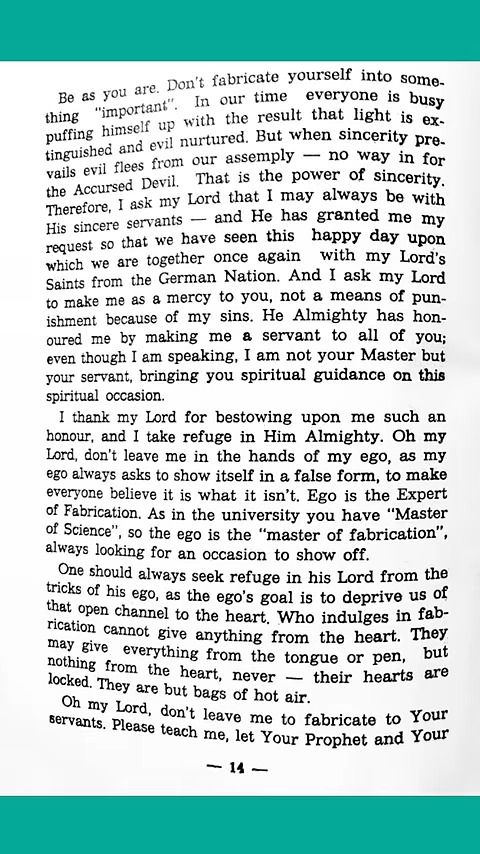 Be as you are. Don't fabricate yourself into some-
thing "important". In our time everyone is busy
puffing himself up with the result that light is ex-
tinguished and evil nurtured. But when sincerity pre-
vails evil flees from our assemply — no way in for
the Accursed Devil. That is the power of sincerity.
Therefore, I ask my Lord that I may always be with
His sincere servants — and He has granted me my
request so that we have seen this happy day upon
which we are together once again with my Lord's
Saints from the German Nation. And I ask my Lord
to make me as a mercy to you, not a means of pun-
ishment because of my sins. He Almighty has hon-
oured me by making me a servant to all of you;
even though I am speaking, I am not your Master but
your servant, bringing you spiritual guidance on this
spiritual occasion.
I thank my Lord for bestowing upon me such an
honour, and I take refuge in Him Almighty. Oh my
Lord, don't leave me in the hands of my ego, as my
ego always asks to show itself in a false form, to make
everyone believe it is what it isn't. Ego is the Expert
of Fabrication. As in the university you have "Master
of Science", so the ego is the "master of fabrication",
always looking for an occasion to show off.
One should always seek refuge in his Lord from the
tricks of his ego, as the ego's goal is to deprive us of
that open channel to the heart. Who indulges in fab-
rication cannot give anything from the heart. They
may give everything from the tongue or pen, but
nothing from the heart, never — their hearts are
locked. They are but bags of hot air.
Oh my Lord, don't leave me to fabricate to Your
servants. Please teach me, let Your Prophet and Your
— 14 —